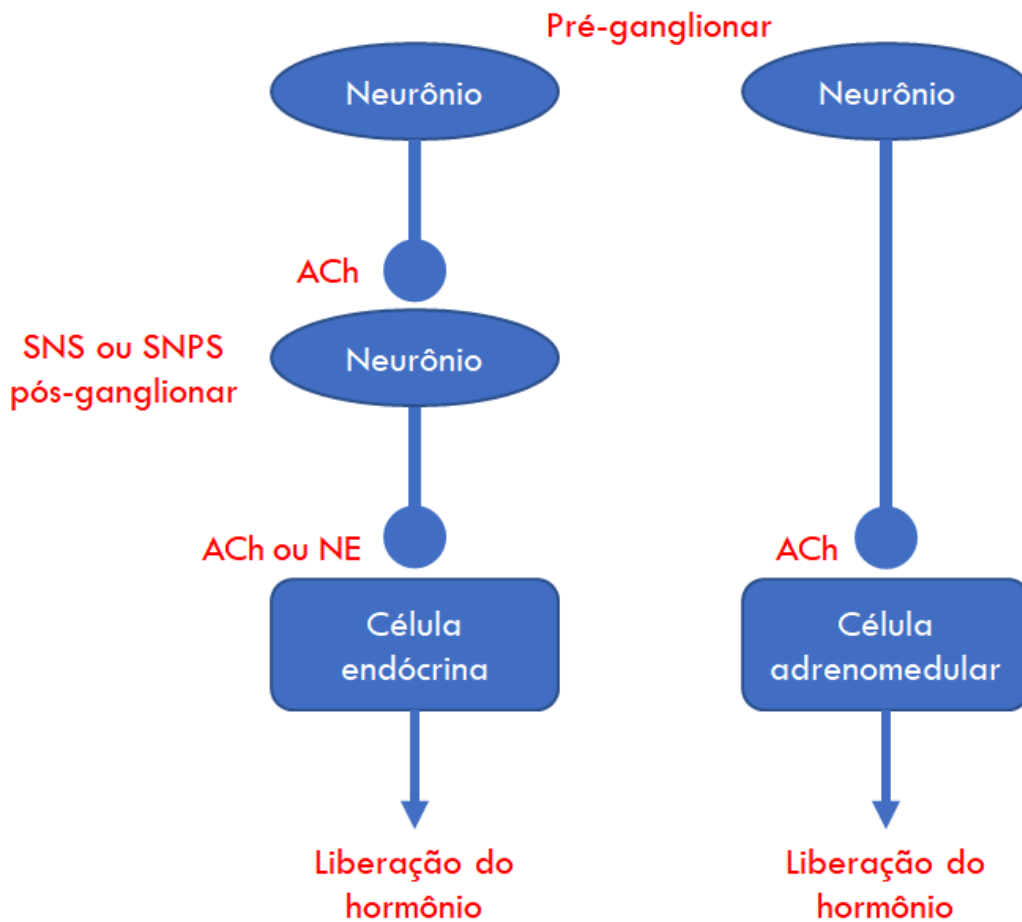 Pré-ganglionar
Neurônio
Neurônio
ACh
SNS ou SNPS
pós-ganglionar
Neurônio
ACh ou NE
ACh
Célula
endócrina
Célula
adrenomedular
Liberação do
hormônio
Liberação do
hormônio